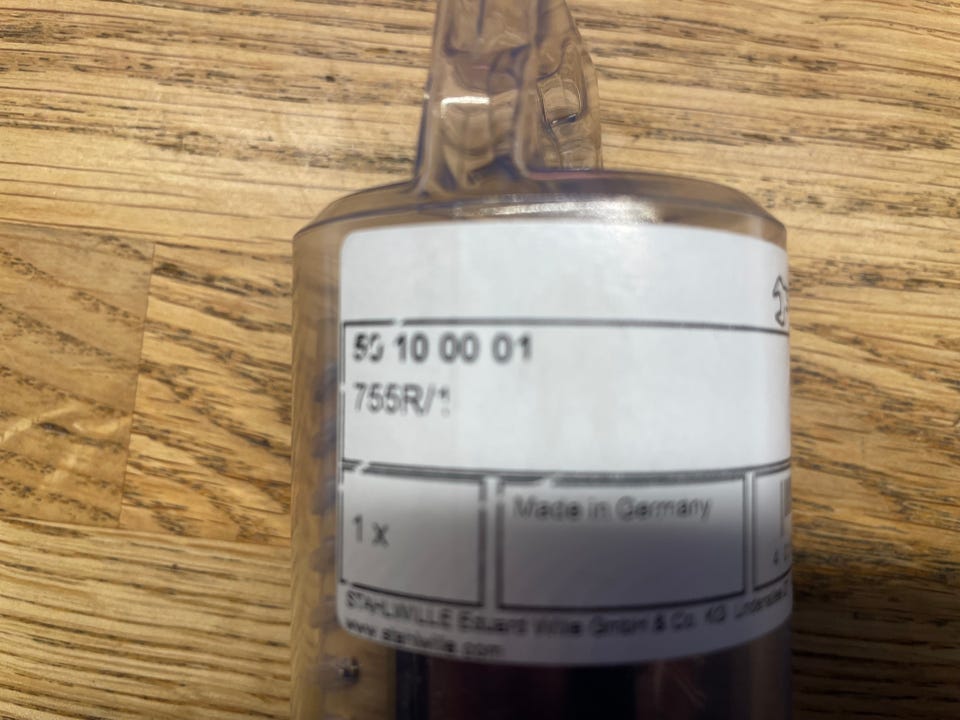 50 10 00 01
755R/1
1 x
Made in Germany
STAHLWILLE Eduard Wille GmbH & Co. KG
www.stahlwille.com